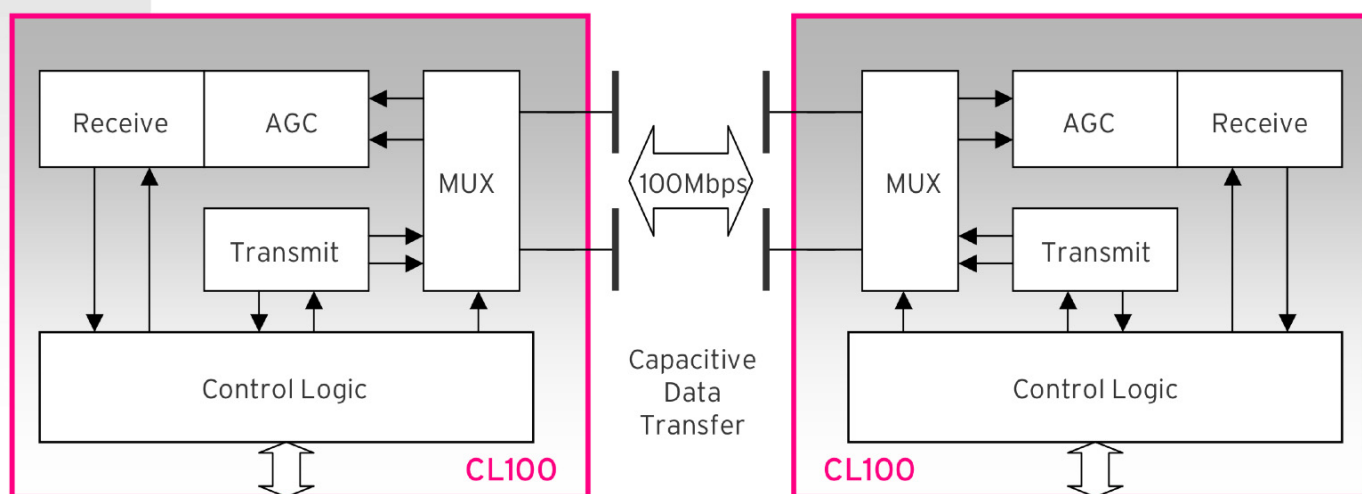 Receive
AGC
MUX
Transmit
Control Logic
CL100
100Mbps
Capacitive
Data
Transfer
MUX
AGC
Receive
Transmit
Control Logic
CL100